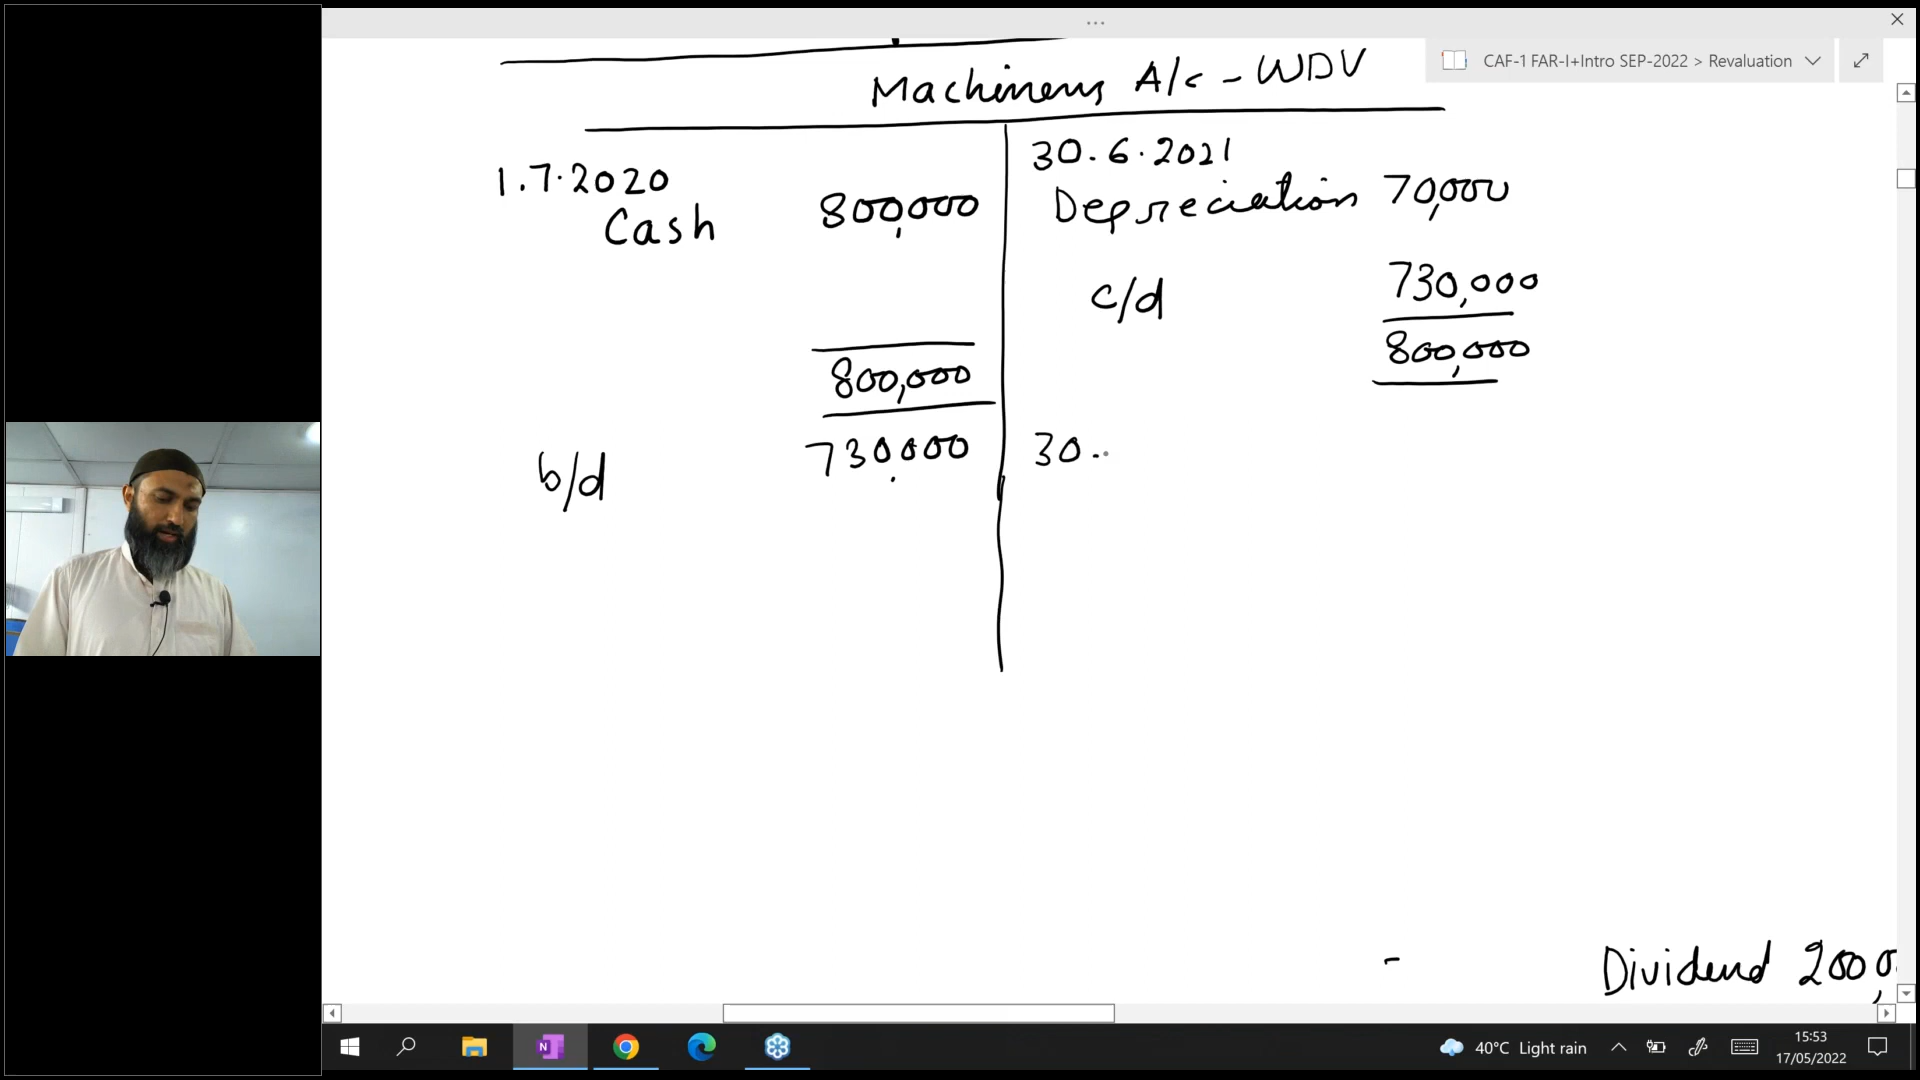 CAF-1 FAR-I+Intro SEP-2022 > Revaluation
Machinery A/c - WDV
1.7.2020
Cash 800,000
800,000
b/d 730,000
30.6.2021
Depreciation 70,000
c/d 730,000
800,000
30.
Dividend 200,0
40°C Light rain
15:53
17/05/2022